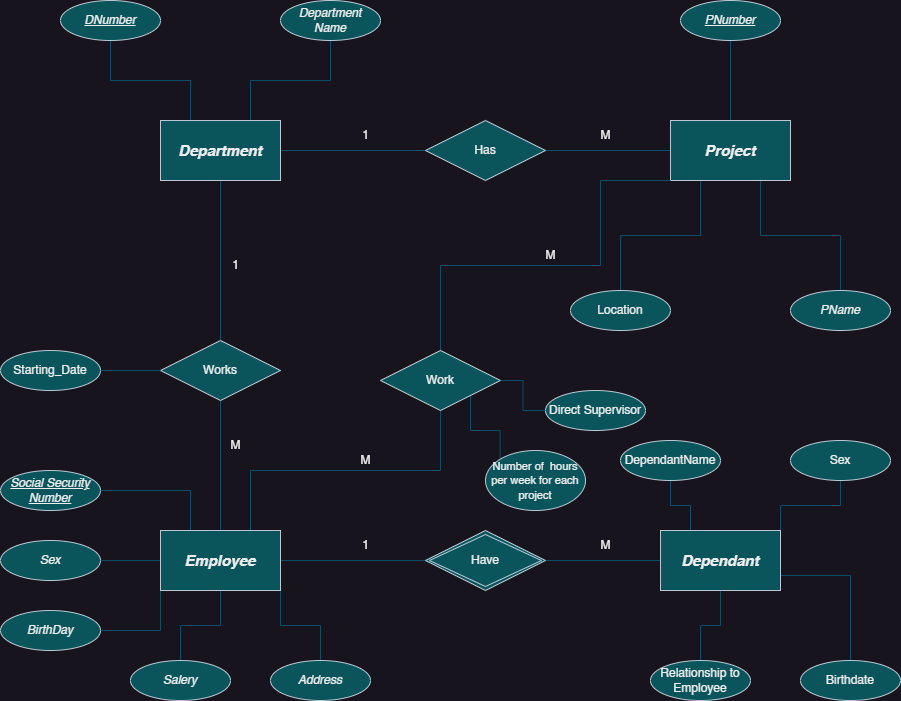 DNumber
Department
Name
PNumber
1
M
Department
Has
Project
M
1
Location
PName
Starting_Date
Works
Work
Direct Supervisor
M
M
Number of hours
per week for each
project
DependantName
Sex
Social Security
Number
1
M
Employee
Have
Dependant
Sex
BirthDay
Salery
Address
Relationship to
Employee
Birthdate